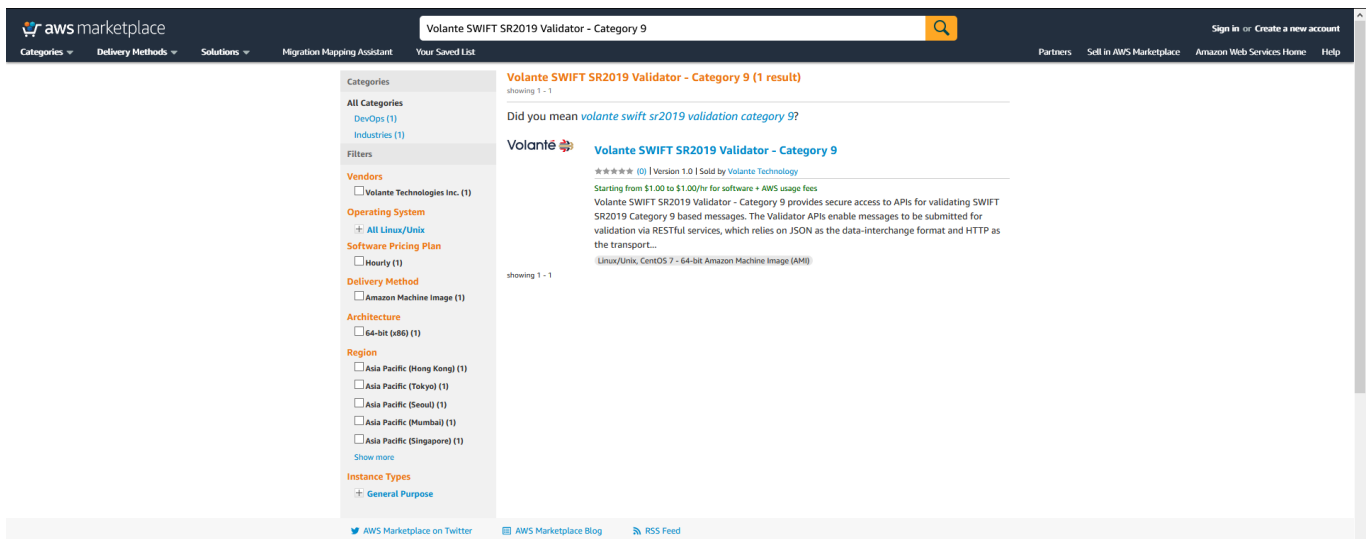 aws marketplace
Volante SWIFT SR2019 Validator - Category 9
Sign in or Create a new account
Categories Delivery Methods Solutions Migration Mapping Assistant Your Saved List
Partners Sell in AWS Marketplace Amazon Web Services Home Help
Categories
All Categories
DevOps (1)
Industries (1)
Filters
Vendors
Volante Technologies Inc. (1)
Operating System
All Linux/Unix
Software Pricing Plan
Hourly (1)
Delivery Method
Amazon Machine Image (1)
Architecture
64-bit (x86) (1)
Region
Asia Pacific (Hong Kong) (1)
Asia Pacific (Tokyo) (1)
Asia Pacific (Seoul) (1)
Asia Pacific (Mumbai) (1)
Asia Pacific (Singapore) (1)
Show more
Instance Types
General Purpose
Volante SWIFT SR2019 Validator - Category 9 (1 result)
showing 1 - 1
Did you mean volante swift sr2019 validation category 9?
Volanté
Volante SWIFT SR2019 Validator - Category 9
(0) | Version 1.0 | Sold by Volante Technology
Starting from $1.00 to $1.00/hr for software + AWS usage fees
Volante SWIFT SR2019 Validator - Category 9 provides secure access to APIs for validating SWIFT
SR2019 Category 9 based messages. The Validator APIs enable messages to be submitted for
validation via RESTful services, which relies on JSON as the data-interchange format and HTTP as
the transport...
Linux/Unix, CentOS 7 - 64-bit Amazon Machine Image (AMI)
showing 1 - 1
AWS Marketplace on Twitter AWS Marketplace Blog RSS Feed